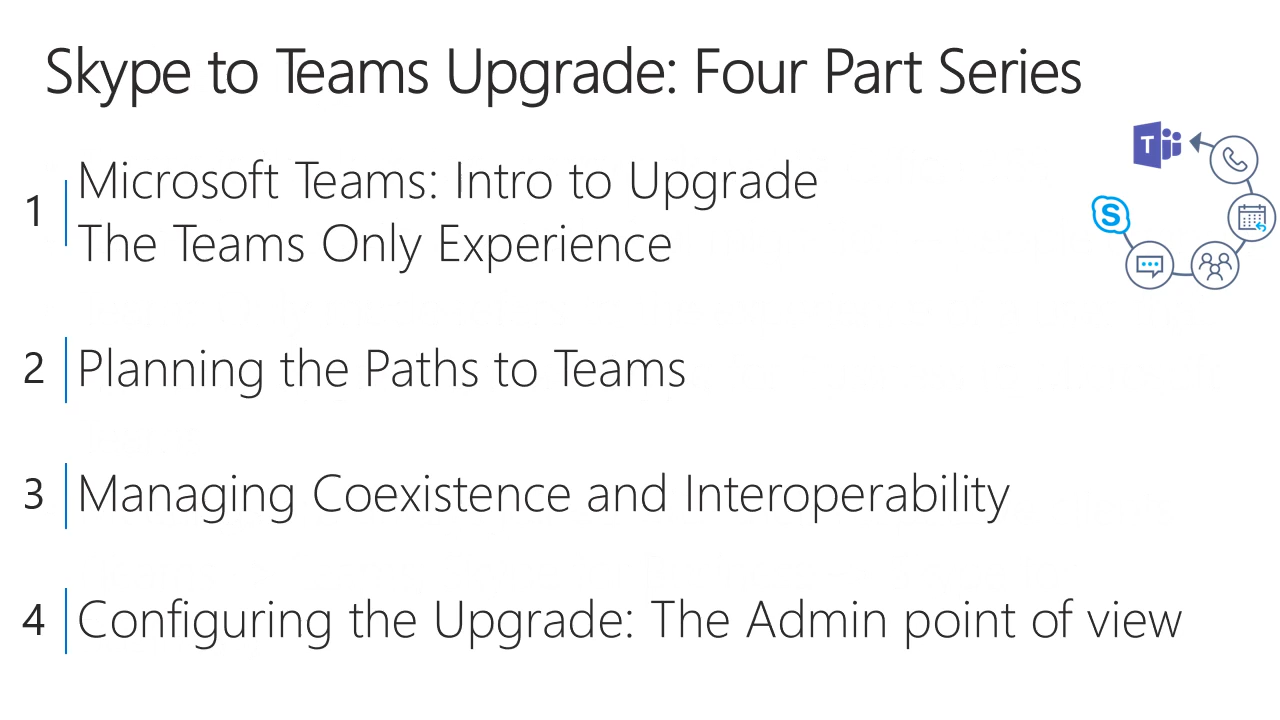 Skype to Teams Upgrade: Four Part Series
1
Microsoft Teams: Intro to Upgrade
The Teams Only Experience
2
Planning the Paths to Teams
3
Managing Coexistence and Interoperability
4
Configuring the Upgrade: The Admin point of view
T
S